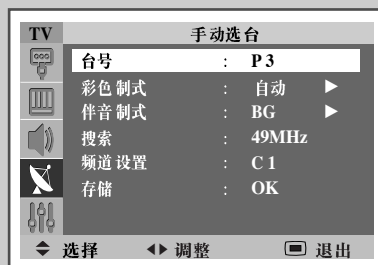 TV 手动选台
台号 : P 3
彩色制式 : 自动
伴音制式 : BG
搜索 : 49MHz
频道设置 : C 1
存储 : OK
选择 调整 退出